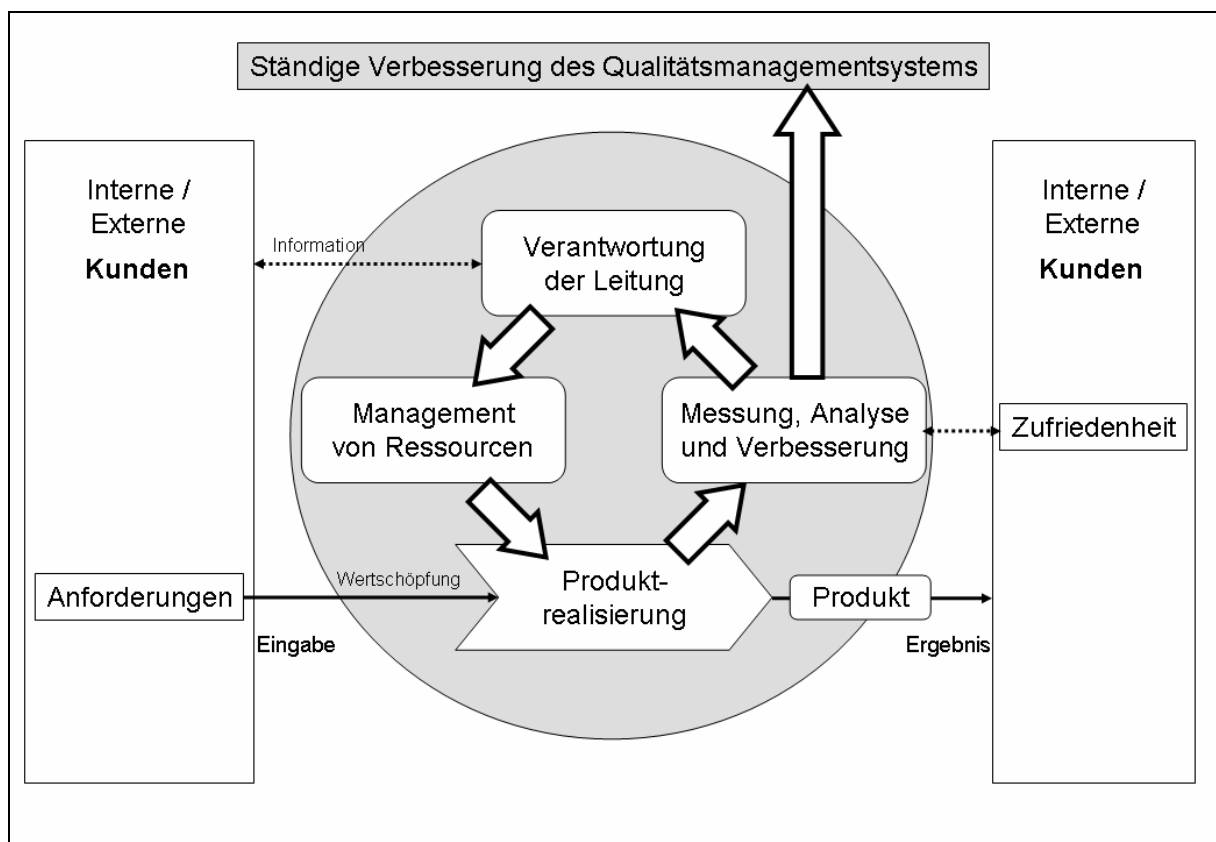 Ständige Verbesserung des Qualitätsmanagementsystems
Interne /
Externe
Kunden
Interne /
Externe
Kunden
Information
Verantwortung
der Leitung
Management
von Ressourcen
Messung, Analyse
und Verbesserung
Zufriedenheit
Anforderungen
Eingabe
Wertschöpfung
Produkt-
realisierung
Produkt
Ergebnis